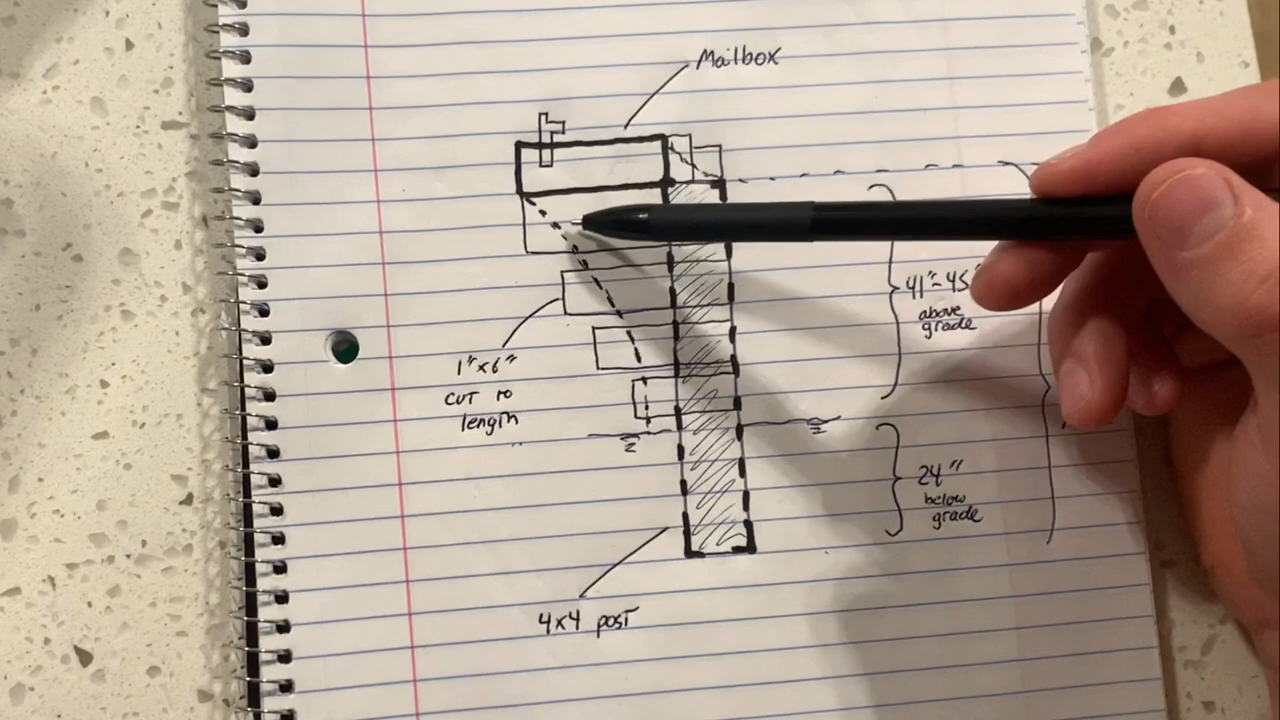 Mailbox
41"-45"
above
grade
1"x6"
CUT TO
length
24"
below
grade
4x4 post